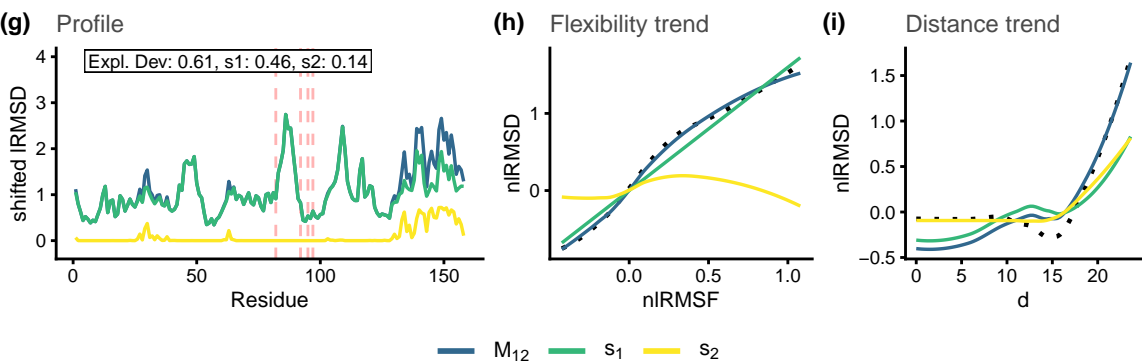 (g) Profile
Expl. Dev: 0.61, s1: 0.46, s2: 0.14
shifted lRMSD
4
3
2
1
0
0 50 100 150
Residue
(h) Flexibility trend
nlRMSD
1
0
0.0 0.5 1.0
nlRMSF
(i) Distance trend
nlRMSD
1.5
1.0
0.5
0.0
−0.5
0 5 10 15 20
d
M₁₂ s₁ s₂